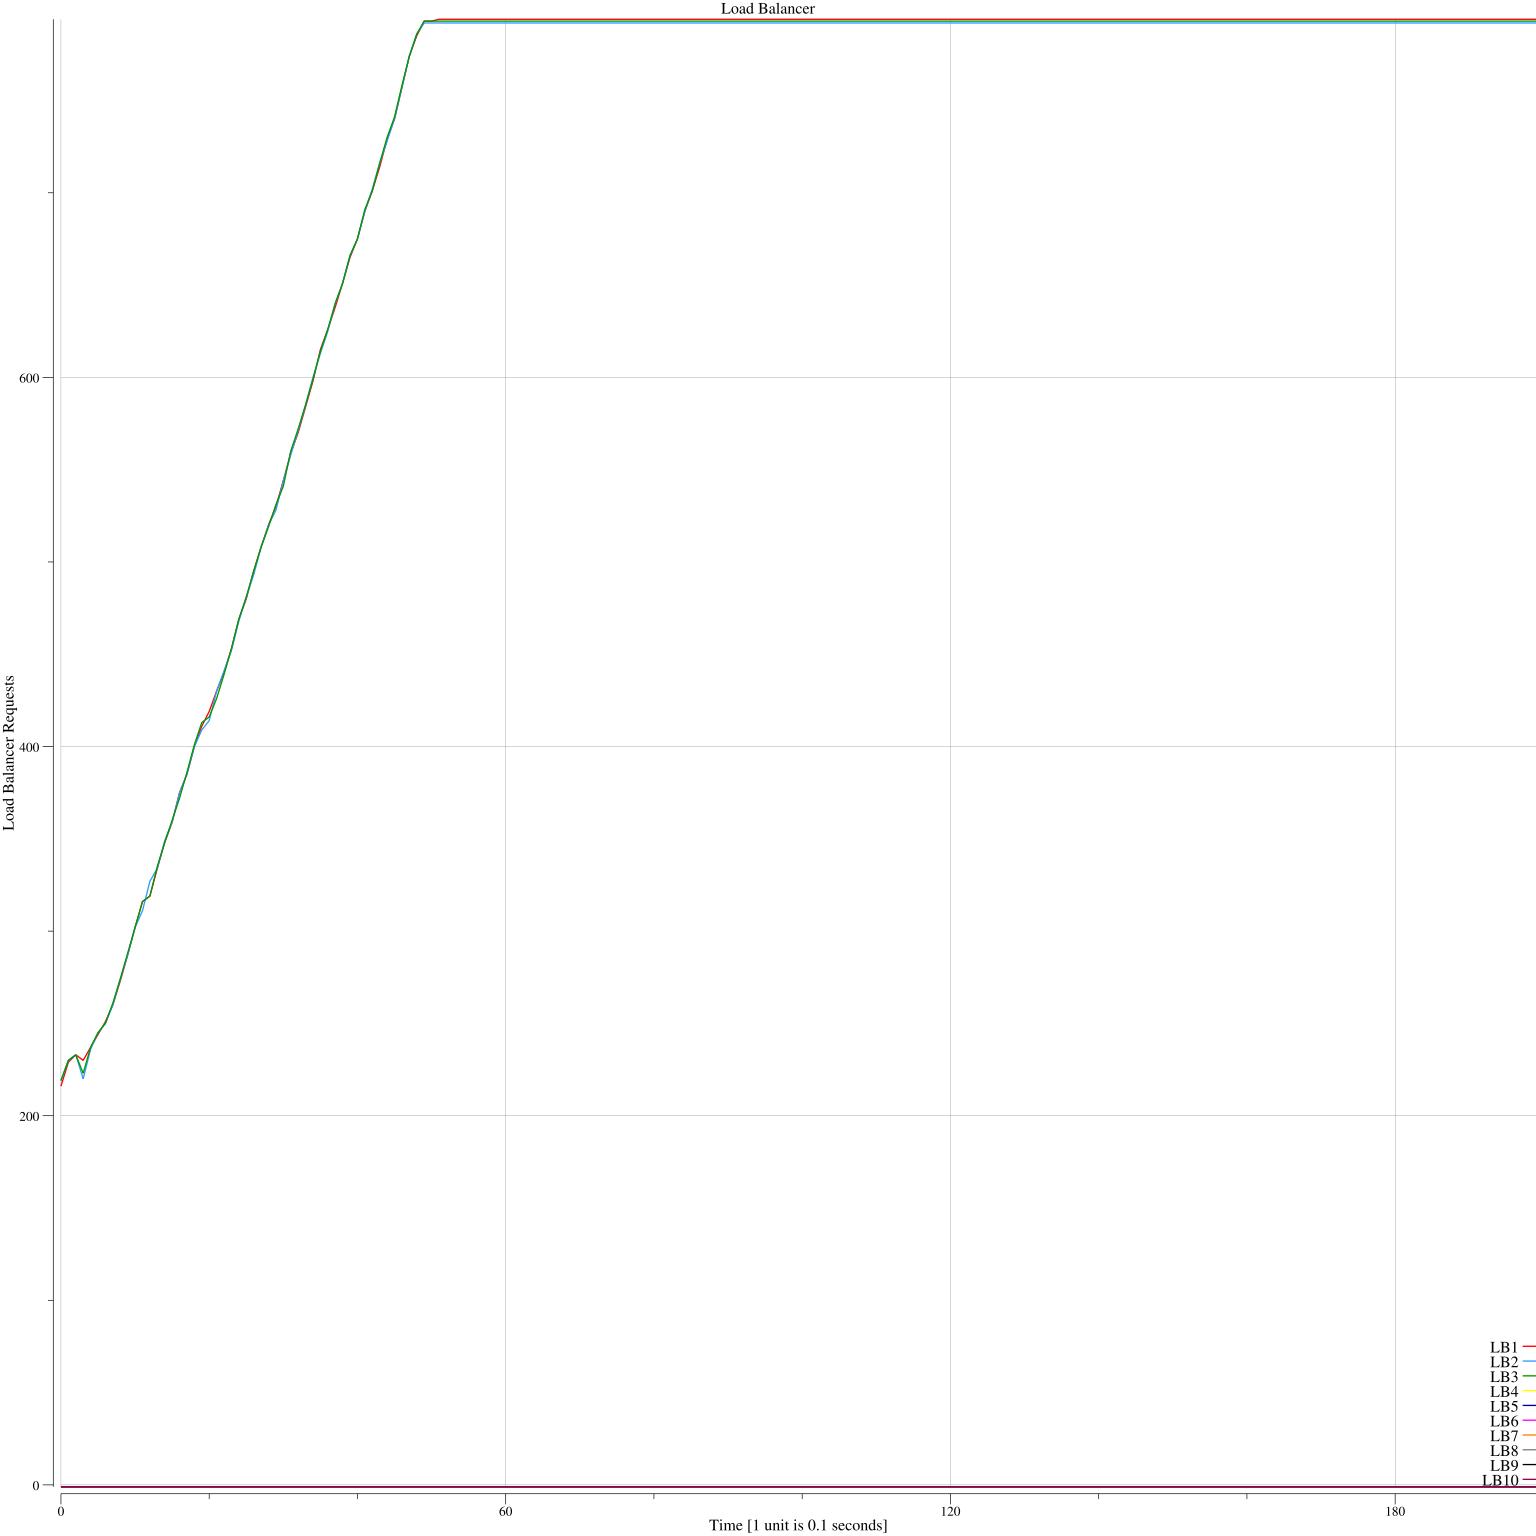 Load Balancer
600
400
200
0
Load Balancer Requests
LB1
LB2
LB3
LB4
LB5
LB6
LB7
LB8
LB9
LB10
0
60
120
180
Time [1 unit is 0.1 seconds]